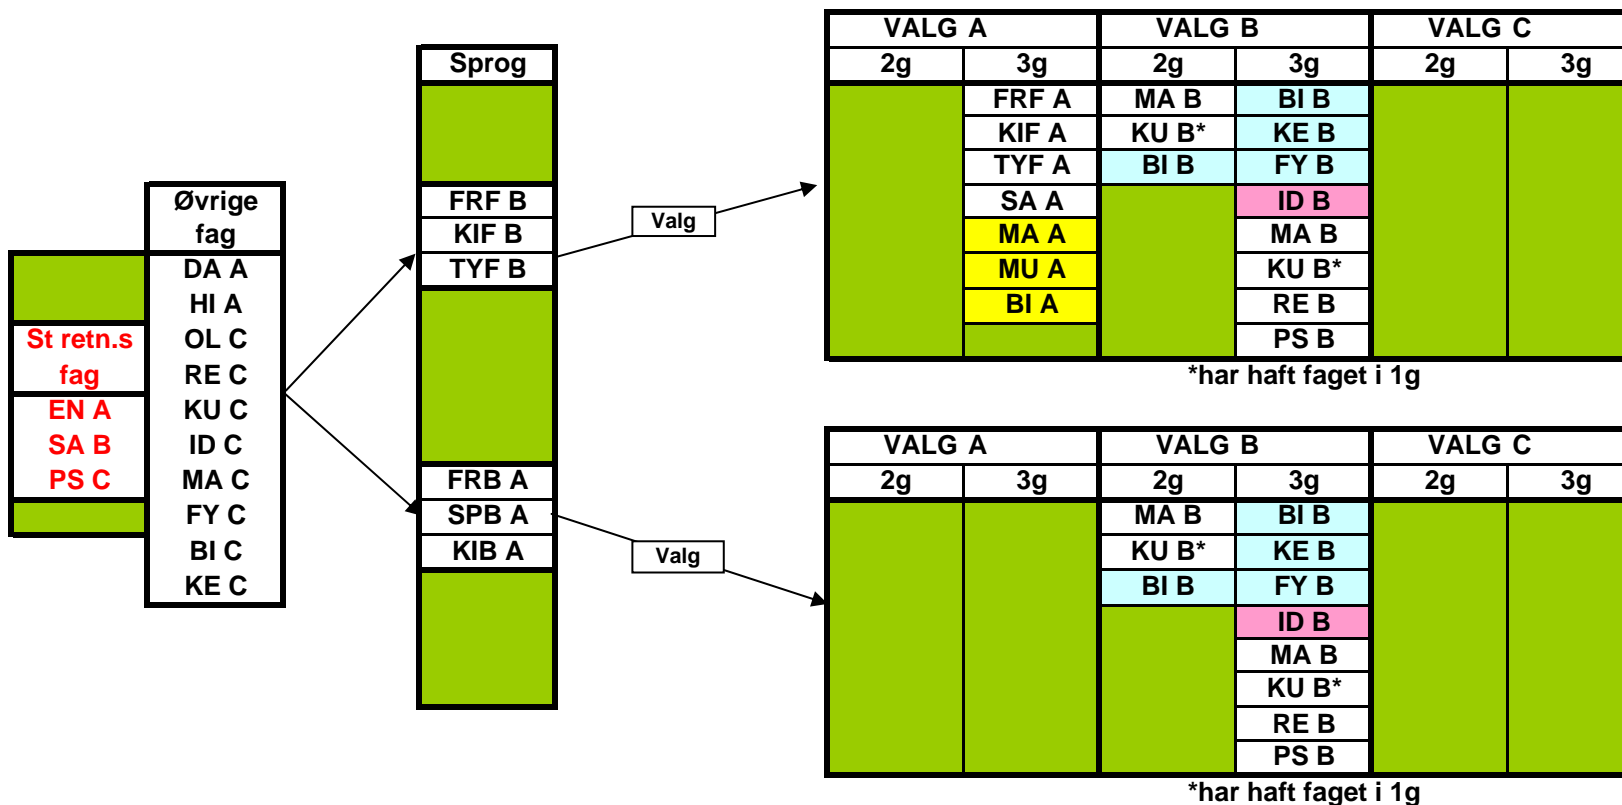 St retn.s
fag
EN A
SA B
PS C
Øvrige
fag
DA A
HI A
OL C
RE C
KU C
ID C
MA C
FY C
BI C
KE C
Sprog
FRF B
KIF B
TYF B
FRB A
SPB A
KIB A
Valg
Valg
VALG A VALG B VALG C
2g 3g 2g 3g 2g 3g
FRF A MA B BI B
KIF A KU B* KE B
TYF A BI B FY B
SA A ID B
MA A MA B
MU A KU B*
BI A RE B
PS B
*har haft faget i 1g
VALG A VALG B VALG C
2g 3g 2g 3g 2g 3g
MA B BI B
KU B* KE B
BI B FY B
ID B
MA B
KU B*
RE B
PS B
*har haft faget i 1g